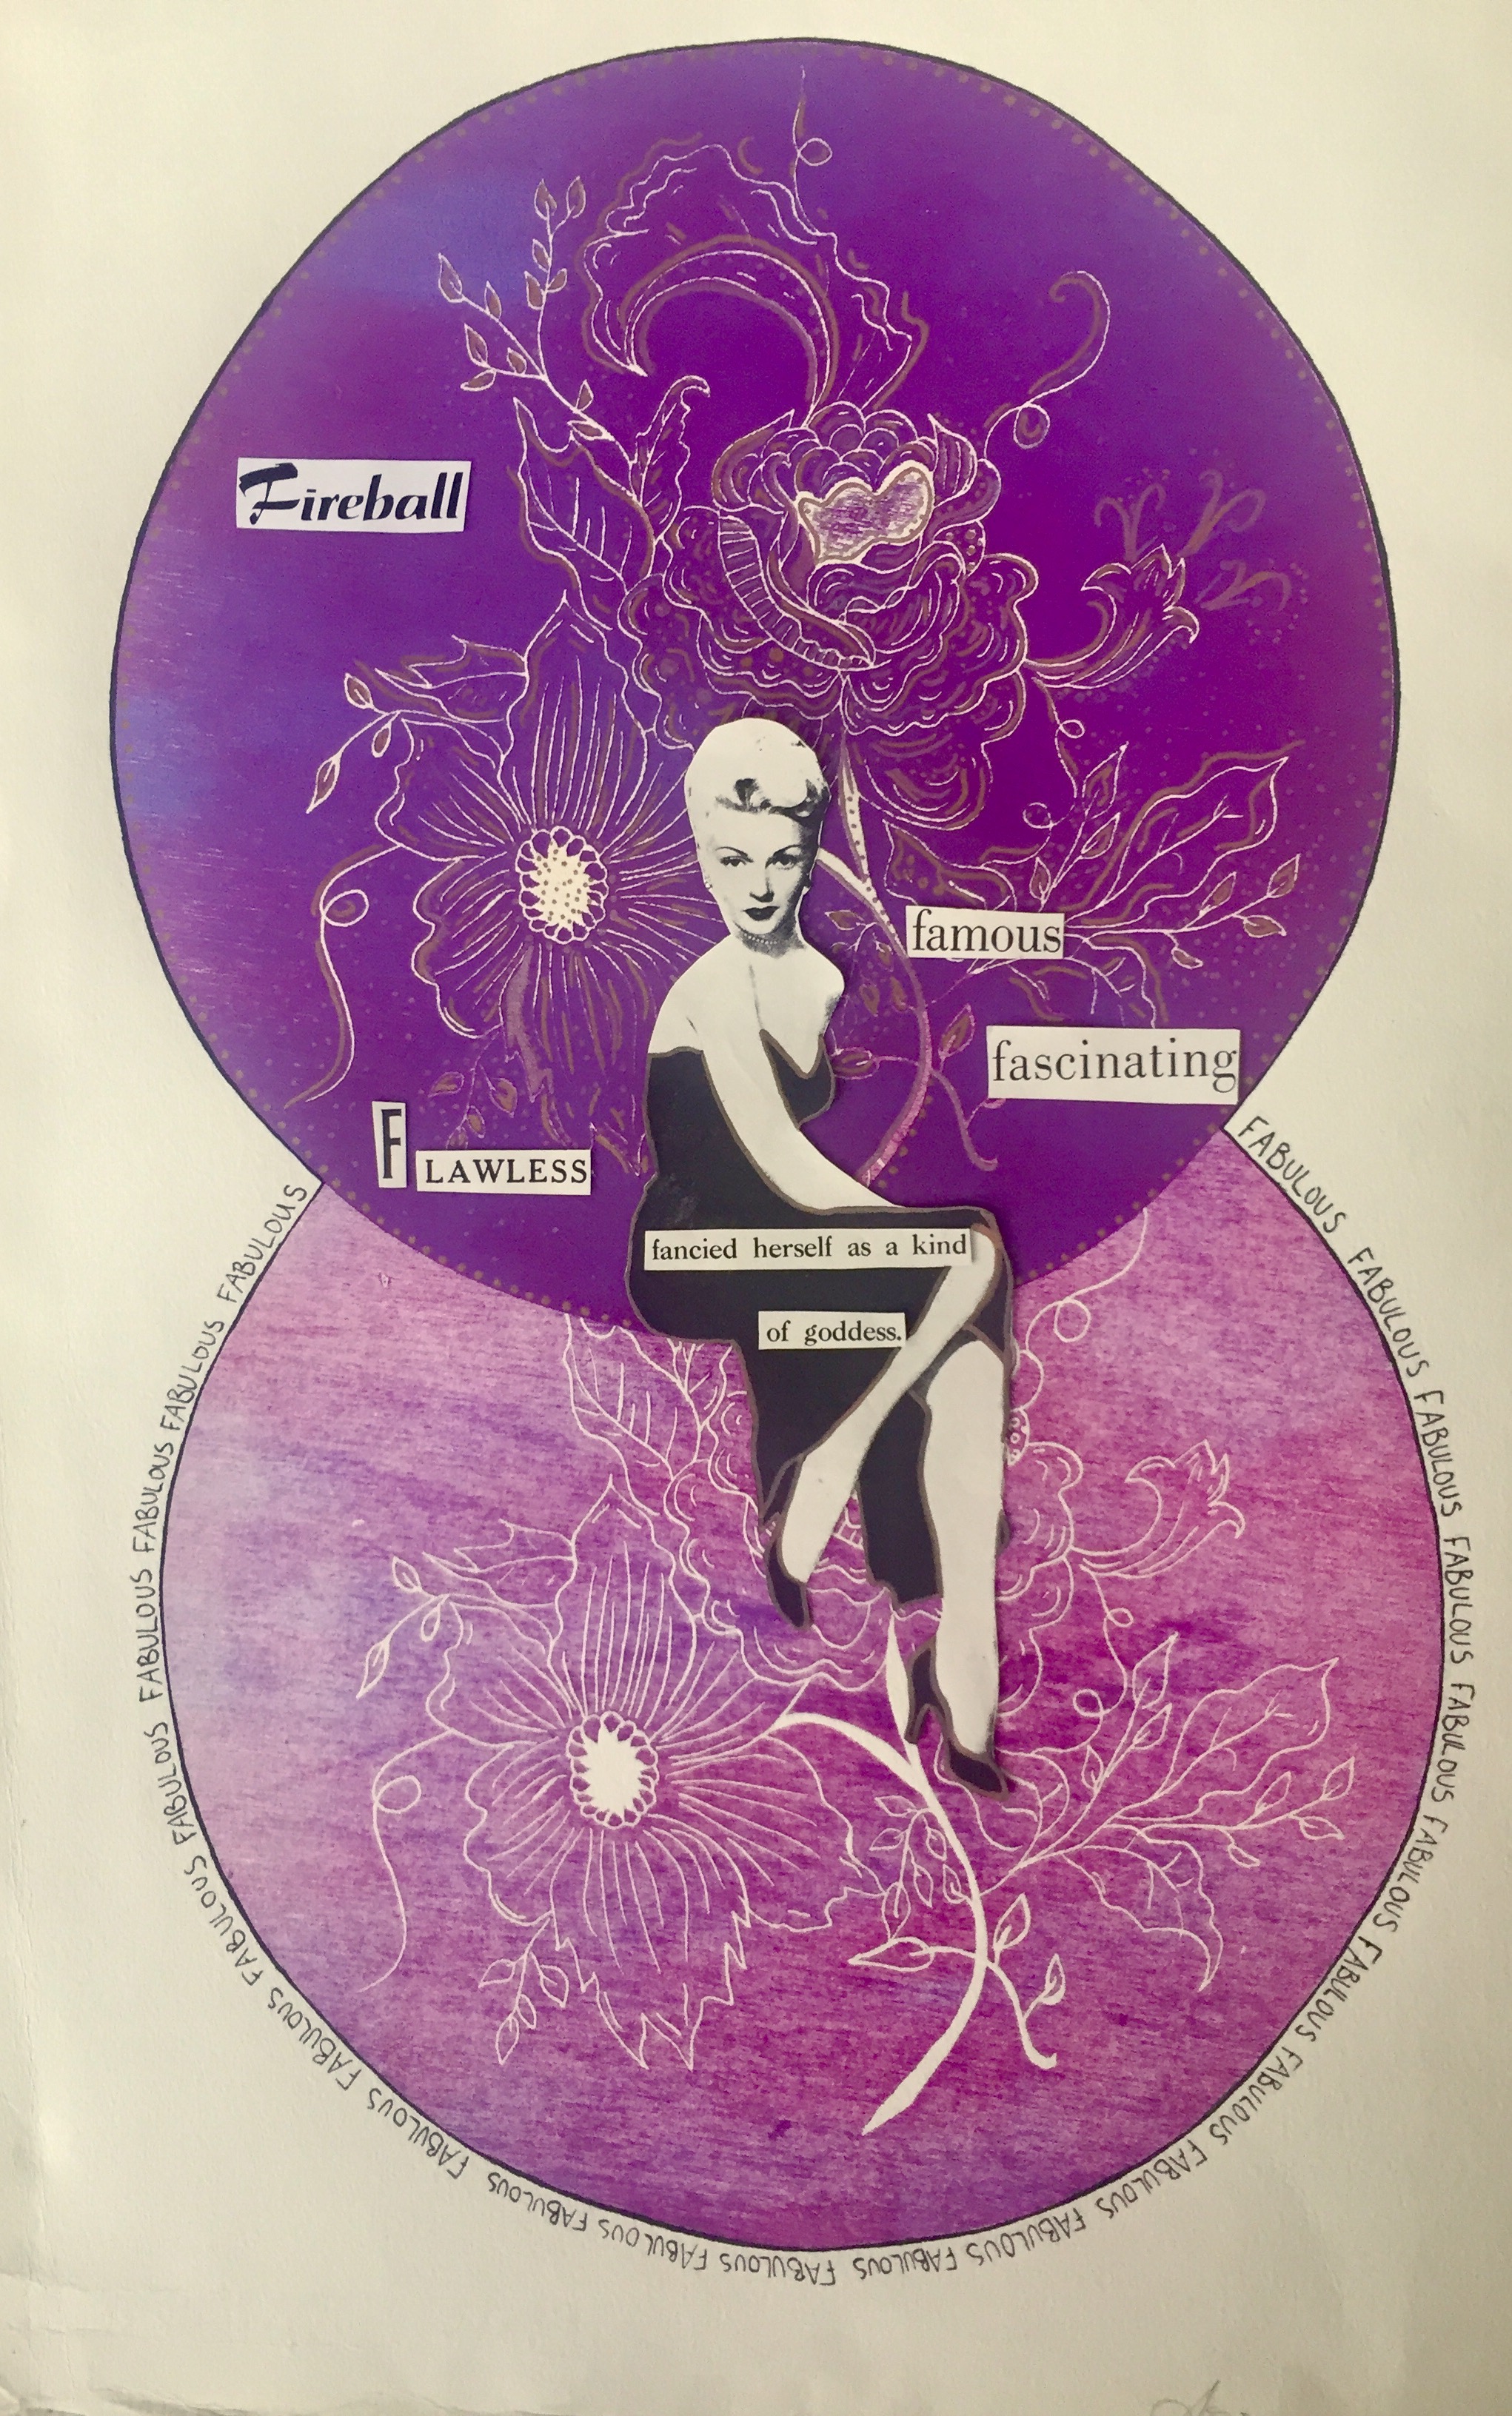 Fireball
famous
fascinating
FLAWLESS
fancied herself as a kind
of goddess.
FABULOUS FABULOUS FABULOUS FABULOUS FABULOUS FABULOUS FABULOUS FABULOUS FABULOUS FABULOUS FABULOUS FABULOUS FABULOUS FABULOUS FABULOUS FABULOUS FABULOUS FABULOUS FABULOUS FABULOUS FABULOUS FABULOUS